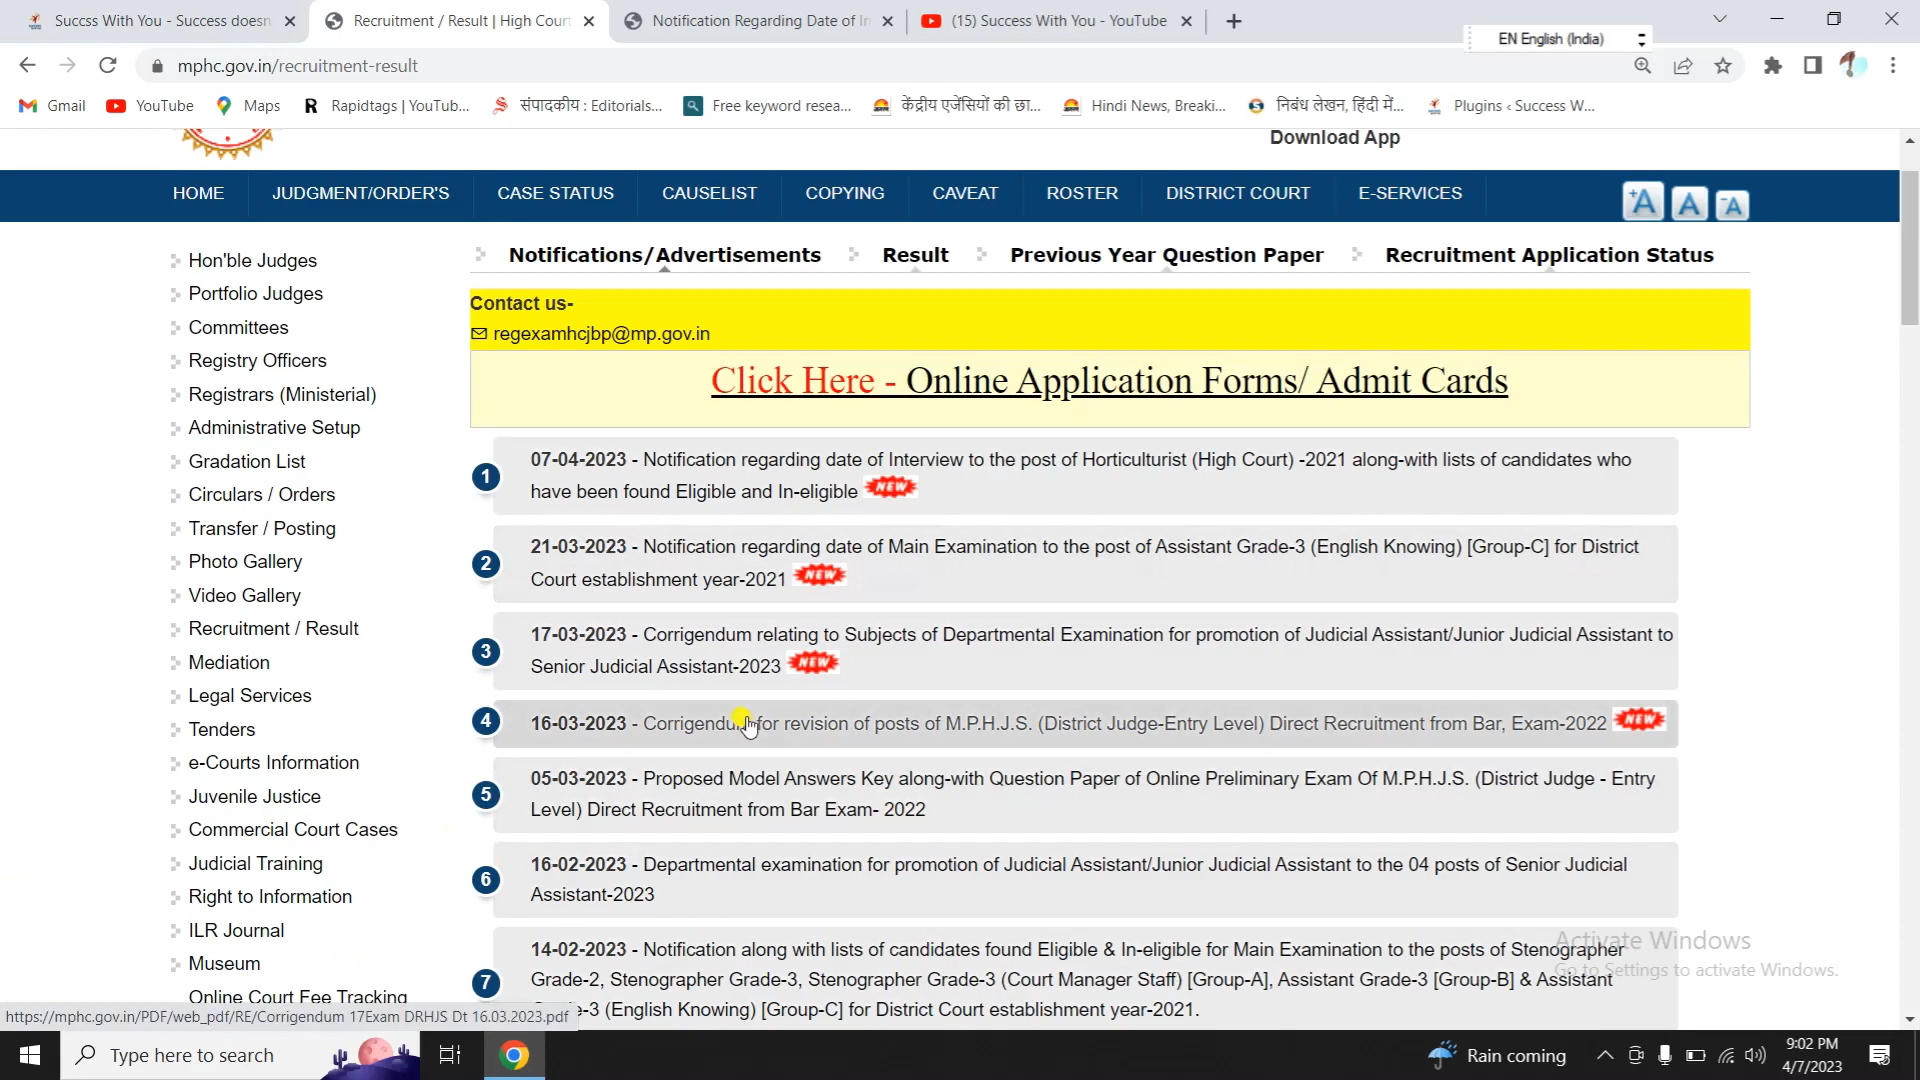 Succss With You - Success doesn
Recruitment / Result | High Court
Notification Regarding Date of In
(15) Success With You - YouTube
EN English (India)
mphc.gov.in/recruitment-result
Gmail
YouTube
Maps
Rapidtags | YouTub...
संपादकीय : Editorials...
Free keyword resea...
केंद्रीय एजेंसियों की छा...
Hindi News, Breaki...
निबंध लेखन, हिंदी में...
Plugins ‹ Success W...
Download App
HOME
JUDGMENT/ORDER'S
CASE STATUS
CAUSELIST
COPYING
CAVEAT
ROSTER
DISTRICT COURT
E-SERVICES
+A
A
-A
Hon'ble Judges
Portfolio Judges
Committees
Registry Officers
Registrars (Ministerial)
Administrative Setup
Gradation List
Circulars / Orders
Transfer / Posting
Photo Gallery
Video Gallery
Recruitment / Result
Mediation
Legal Services
Tenders
e-Courts Information
Juvenile Justice
Commercial Court Cases
Judicial Training
Right to Information
ILR Journal
Museum
Online Court Fee Tracking
Notifications/Advertisements
Result
Previous Year Question Paper
Recruitment Application Status
Contact us-
regexamhcjbp@mp.gov.in
Click Here - Online Application Forms/ Admit Cards
1
07-04-2023 - Notification regarding date of Interview to the post of Horticulturist (High Court) -2021 along-with lists of candidates who
have been found Eligible and In-eligible NEW
2
21-03-2023 - Notification regarding date of Main Examination to the post of Assistant Grade-3 (English Knowing) [Group-C] for District
Court establishment year-2021 NEW
3
17-03-2023 - Corrigendum relating to Subjects of Departmental Examination for promotion of Judicial Assistant/Junior Judicial Assistant to
Senior Judicial Assistant-2023 NEW
4
16-03-2023 - Corrigendum for revision of posts of M.P.H.J.S. (District Judge-Entry Level) Direct Recruitment from Bar, Exam-2022 NEW
5
05-03-2023 - Proposed Model Answers Key along-with Question Paper of Online Preliminary Exam Of M.P.H.J.S. (District Judge - Entry
Level) Direct Recruitment from Bar Exam- 2022
6
16-02-2023 - Departmental examination for promotion of Judicial Assistant/Junior Judicial Assistant to the 04 posts of Senior Judicial
Assistant-2023
7
14-02-2023 - Notification along with lists of candidates found Eligible & In-eligible for Main Examination to the posts of Stenographer
Grade-2, Stenographer Grade-3, Stenographer Grade-3 (Court Manager Staff) [Group-A], Assistant Grade-3 [Group-B] & Assistant
e-3 (English Knowing) [Group-C] for District Court establishment year-2021.
Activate Windows
Go to Settings to activate Windows.
https://mphc.gov.in/PDF/web_pdf/RE/Corrigendum 17Exam DRHJS Dt 16.03.2023.pdf
Type here to search
Rain coming
9:02 PM
4/7/2023